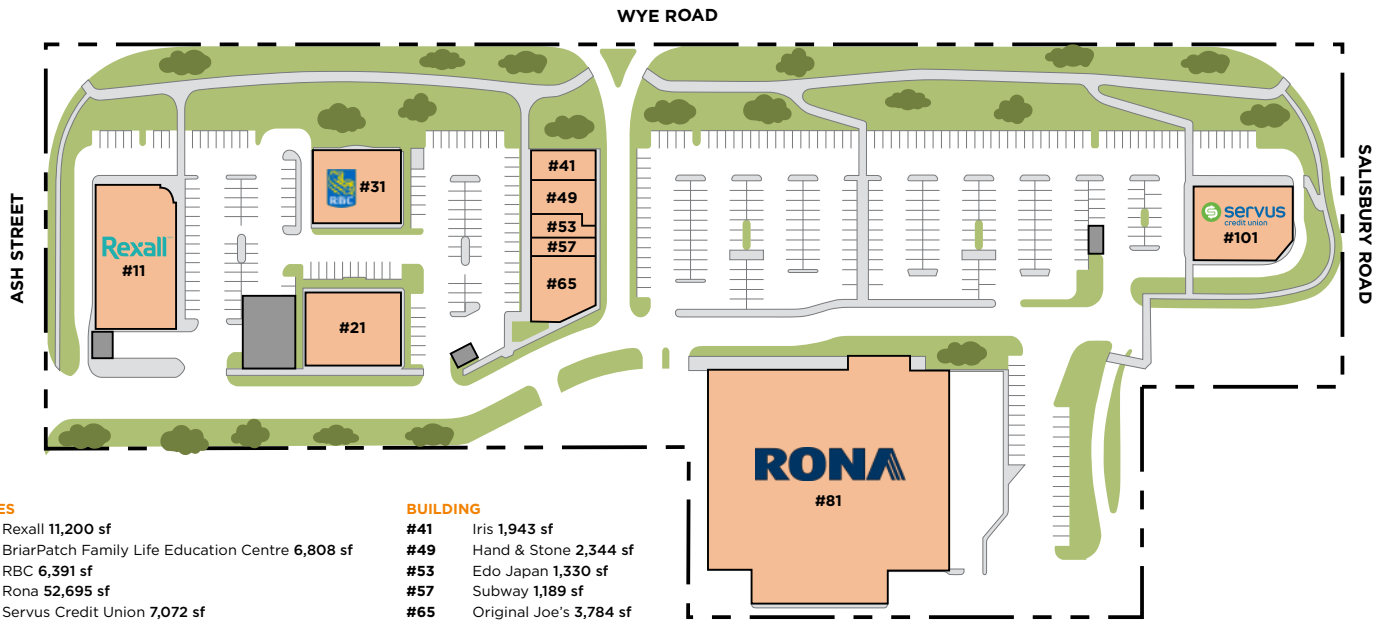 WYE ROAD
ASH STREET
SALISBURY ROAD
Rexall
#11
RBC
#31
#21
#41
#49
#53
#57
#65
servus
credit union
#101
RONA
#81
ES
Rexall 11,200 sf
BriarPatch Family Life Education Centre 6,808 sf
RBC 6,391 sf
Rona 52,695 sf
Servus Credit Union 7,072 sf
BUILDING
#41 Iris 1,943 sf
#49 Hand & Stone 2,344 sf
#53 Edo Japan 1,330 sf
#57 Subway 1,189 sf
#65 Original Joe's 3,784 sf